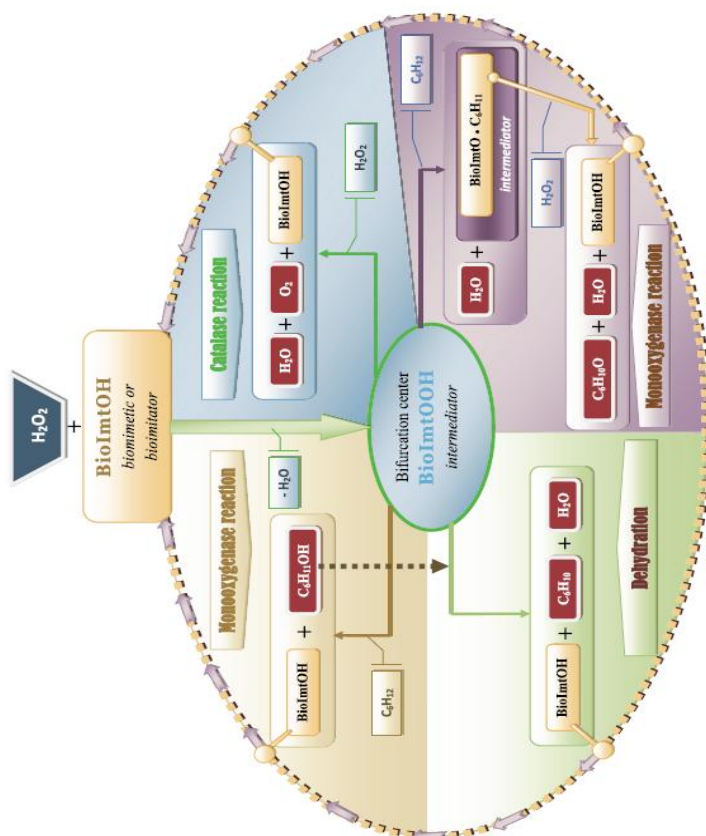 H₂O₂
+
BioImtOH
biomimetic or
bioimitator
Catalase reaction
H₂O + O₂ + BioImtOH
H₂O₂
Monooxygenase reaction
BioImtOH + C₆H₁₁OH
- H₂O
C₆H₁₂
Bifurcation center
BioImtOOH
intermediator
C₆H₁₂
H₂O + BioImtO • C₆H₁₁
intermediator
H₂O₂
C₆H₁₀O + H₂O + BioImtOH
Monooxygenase reaction
BioImtOH + C₆H₁₀ + H₂O
Dehydration